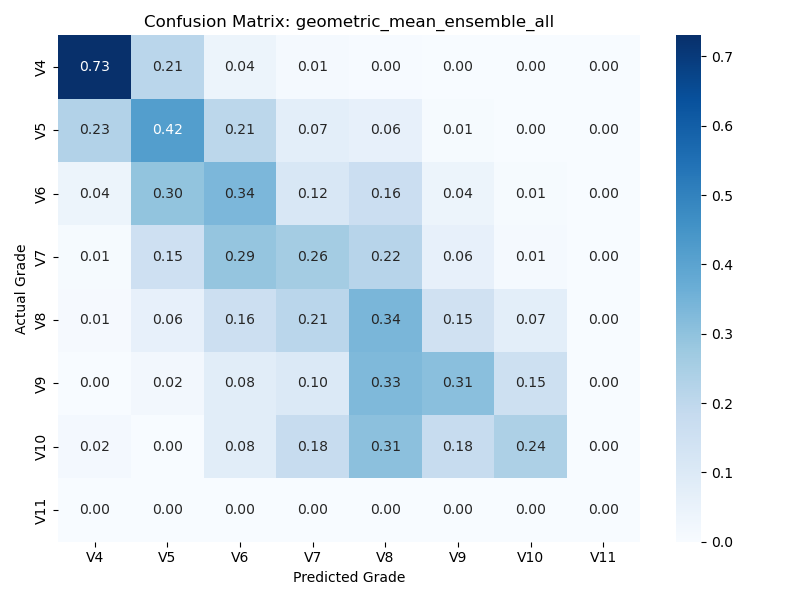 Confusion Matrix: geometric_mean_ensemble_all
V4 0.73 0.21 0.04 0.01 0.00 0.00 0.00 0.00
V5 0.23 0.42 0.21 0.07 0.06 0.01 0.00 0.00
V6 0.04 0.30 0.34 0.12 0.16 0.04 0.01 0.00
V7 0.01 0.15 0.29 0.26 0.22 0.06 0.01 0.00
V8 0.01 0.06 0.16 0.21 0.34 0.15 0.07 0.00
V9 0.00 0.02 0.08 0.10 0.33 0.31 0.15 0.00
V10 0.02 0.00 0.08 0.18 0.31 0.18 0.24 0.00
V11 0.00 0.00 0.00 0.00 0.00 0.00 0.00 0.00
V4 V5 V6 V7 V8 V9 V10 V11
Predicted Grade
Actual Grade
0.7
0.6
0.5
0.4
0.3
0.2
0.1
0.0